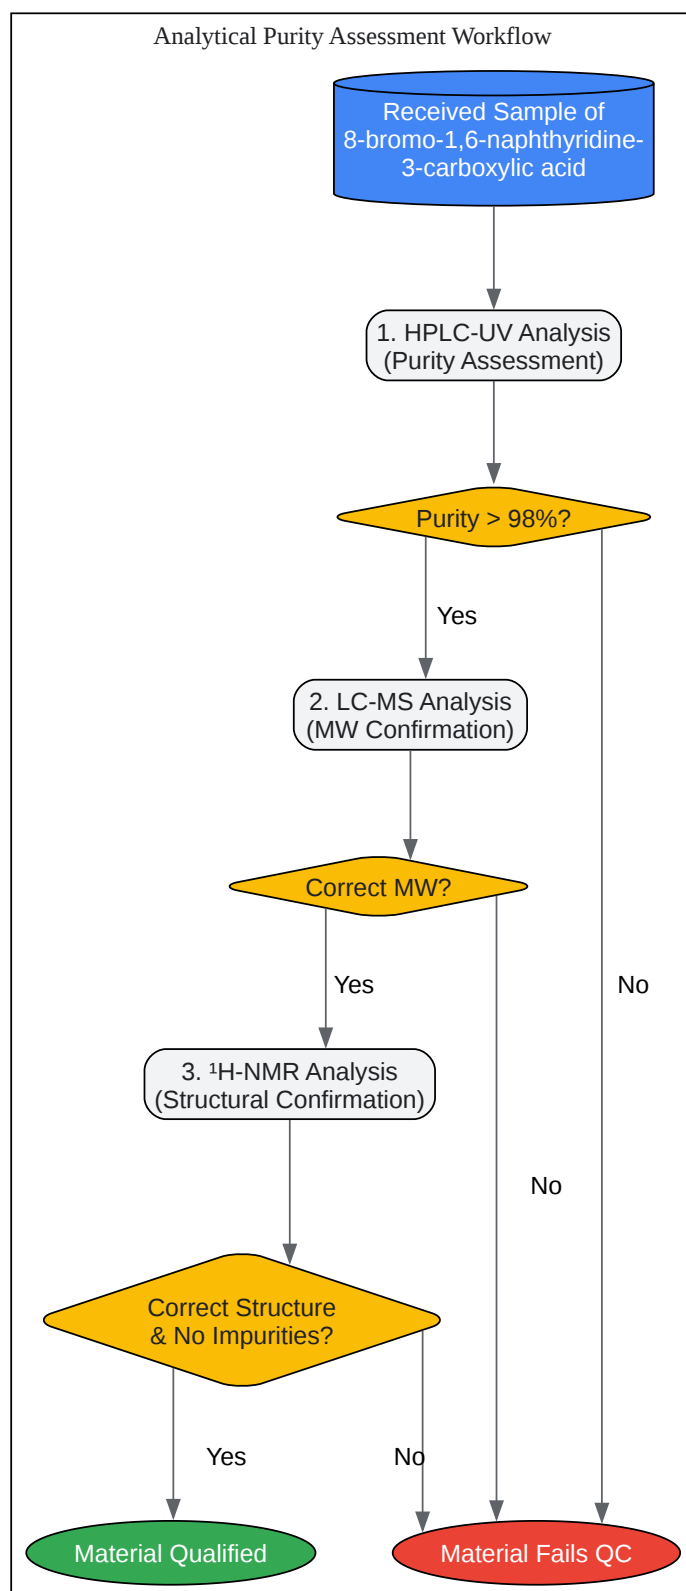 Analytical Purity Assessment Workflow
Received Sample of
8-bromo-1,6-naphthyridine-
3-carboxylic acid
1. HPLC-UV Analysis
(Purity Assessment)
Purity > 98%?
Yes
2. LC-MS Analysis
(MW Confirmation)
Correct MW?
Yes
No
3. ¹H-NMR Analysis
(Structural Confirmation)
No
Correct Structure
& No Impurities?
Yes
No
Material Qualified
Material Fails QC